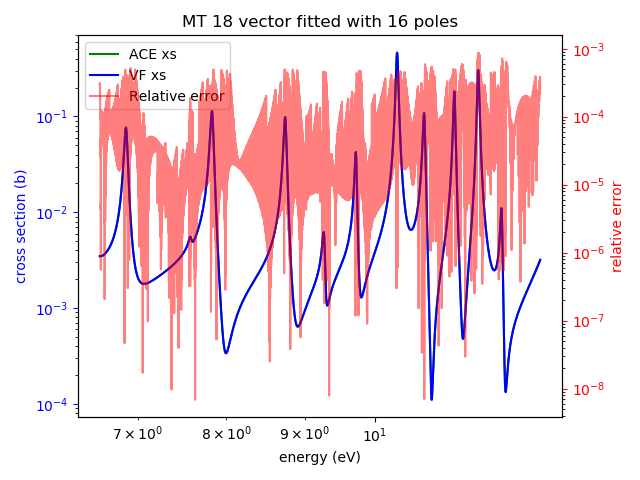 MT 18 vector fitted with 16 poles
ACE xs
VF xs
Relative error
cross section (b)
10⁻¹
10⁻²
10⁻³
10⁻⁴
relative error
10⁻³
10⁻⁴
10⁻⁵
10⁻⁶
10⁻⁷
10⁻⁸
7 × 10⁰ 8 × 10⁰ 9 × 10⁰ 10¹
energy (eV)